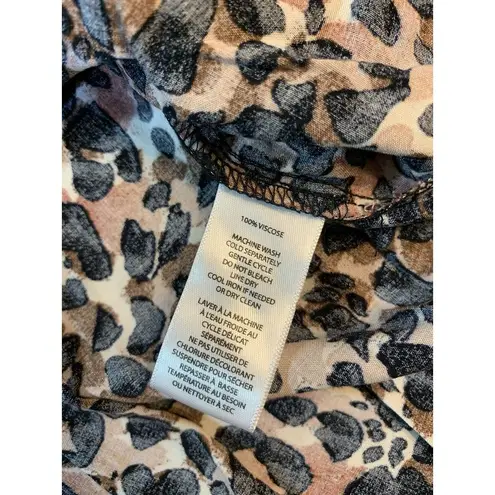 100% VISCOSE
MACHINE WASH
COLD SEPARATELY
GENTLE CYCLE
DO NOT BLEACH
LINE DRY
COOL IRON IF NEEDED
OR DRY CLEAN
LAVER À LA MACHINE
À L'EAU FROIDE AU
CYCLE DÉLICAT
SÉPARÉMENT
NE PAS UTILISER DE
CHLORURE DÉCOLORANT
SUSPENDRE POUR SÉCHER
REPASSER À BASSE
TEMPÉRATURE AU BESOIN
OU NETTOYER À SEC